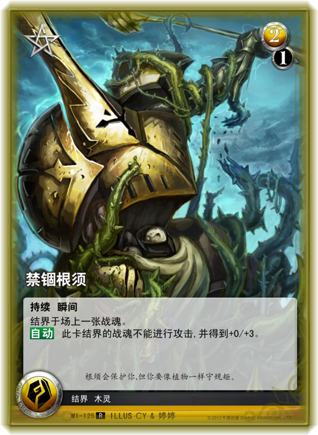 2
1
禁锢根须
持续 瞬间
结界于场上一张战魂。
自动 此卡结界的战魂不能进行攻击,并得到+0/+3。
根须会保护你,但你要像植物一样守规矩。
结界 木灵
R ILLUS CY & 婷婷